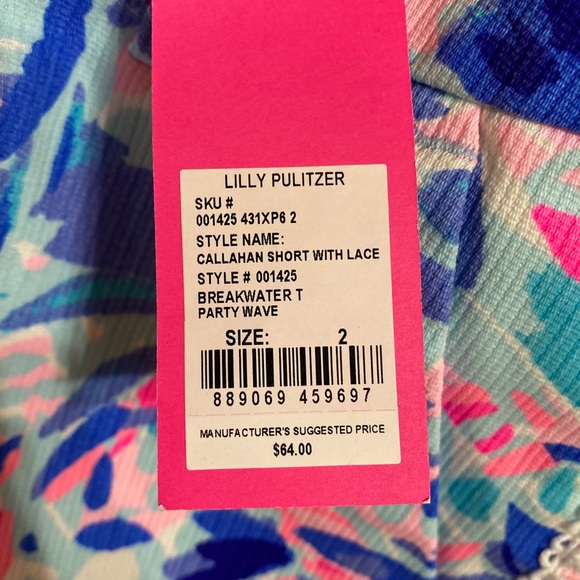 LILLY PULITZER
SKU #
001425 431XP6 2
STYLE NAME:
CALLAHAN SHORT WITH LACE
STYLE # 001425
BREAKWATER T
PARTY WAVE
SIZE: 2
889069 459697
MANUFACTURER'S SUGGESTED PRICE
$64.00